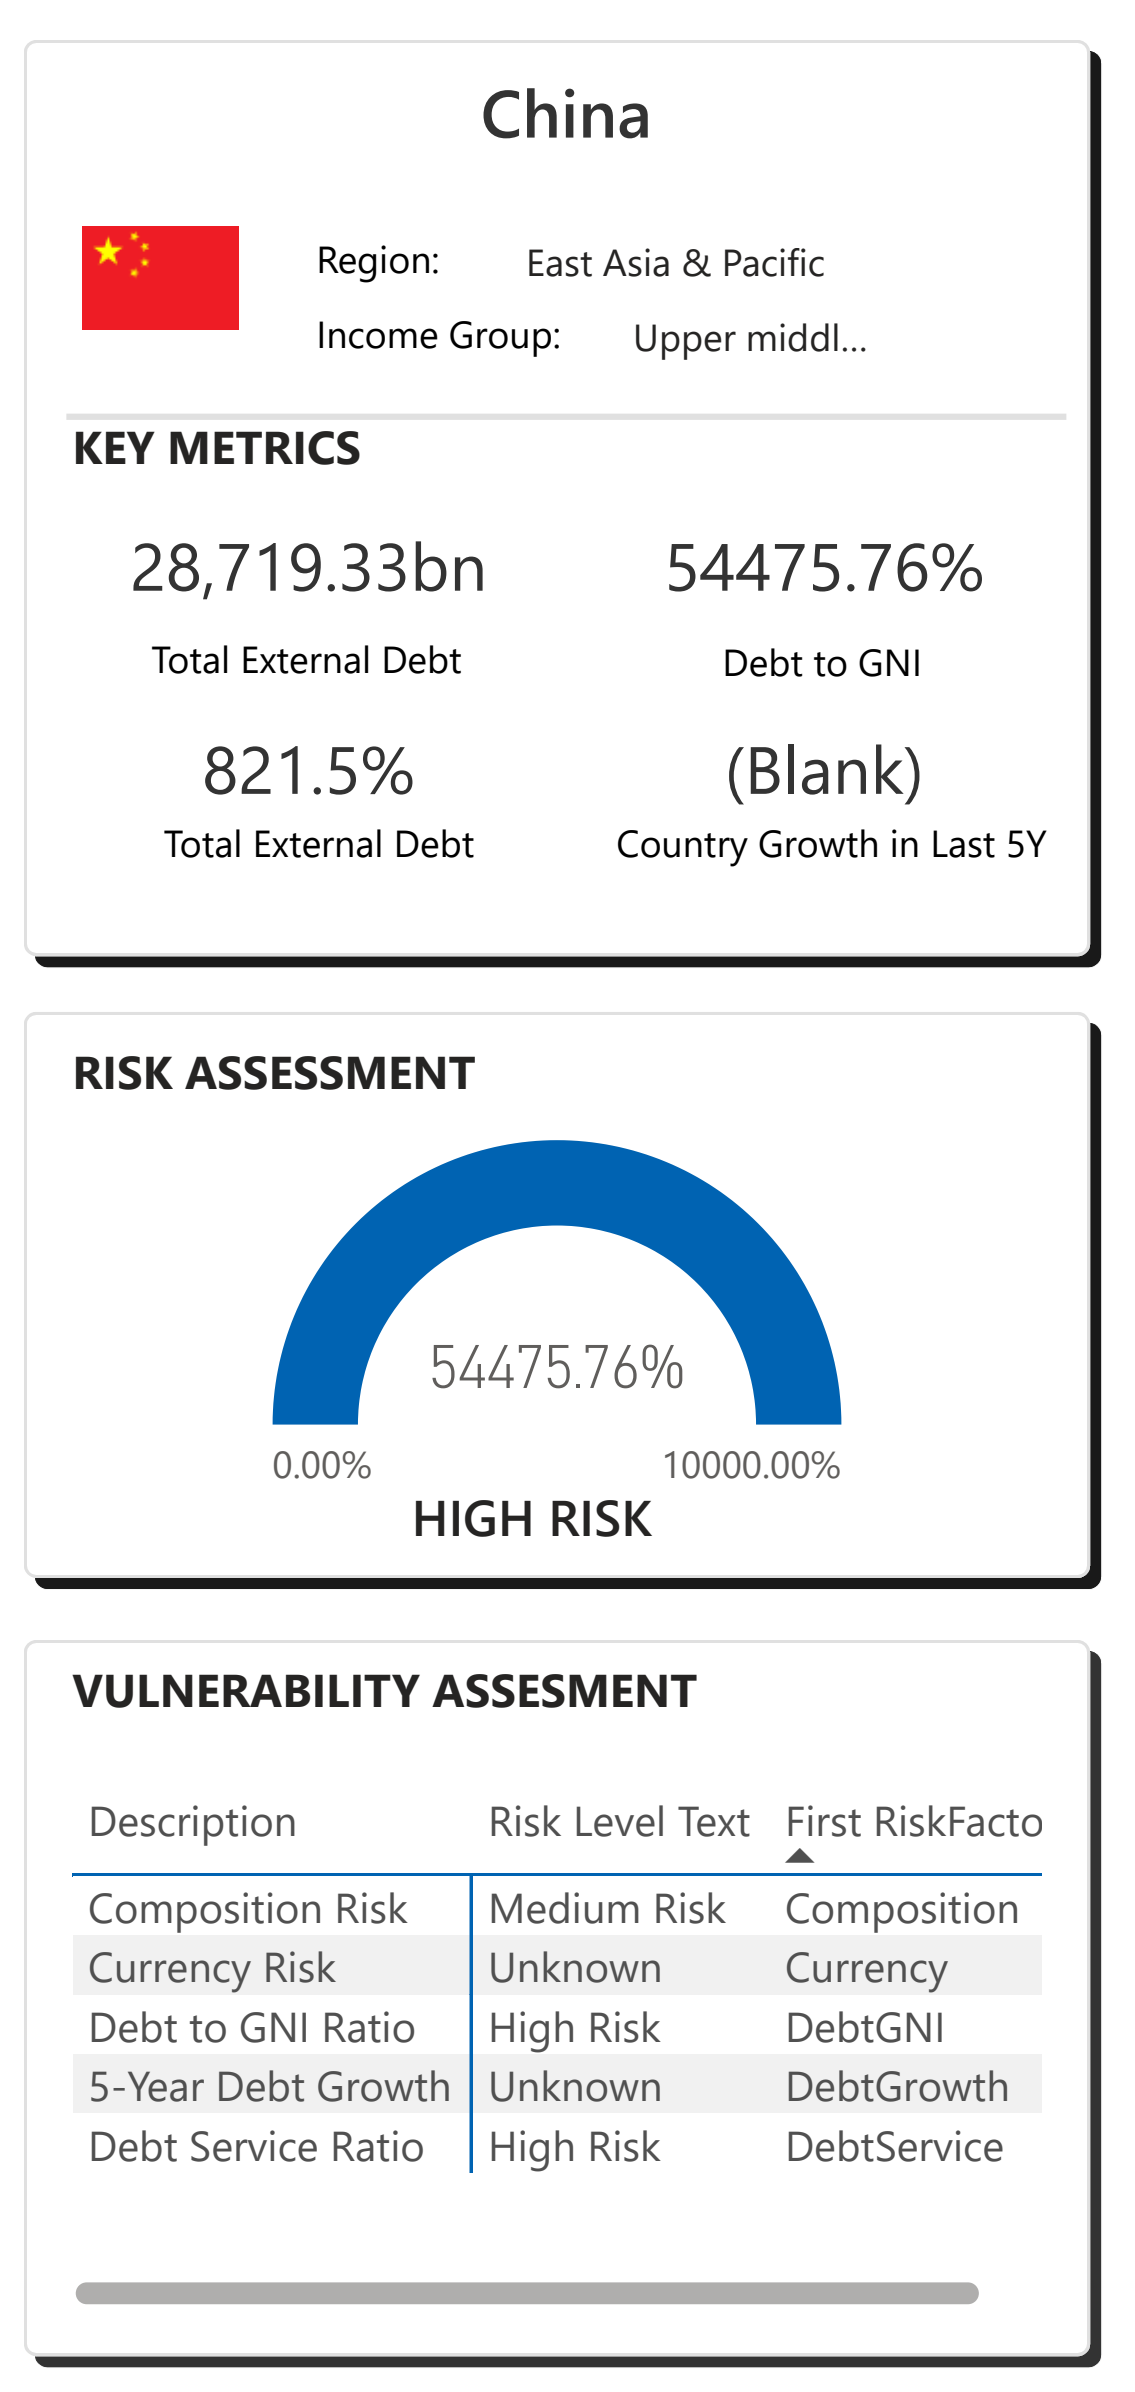 China
Region: East Asia & Pacific
Income Group: Upper middl...
KEY METRICS
28,719.33bn 54475.76%
Total External Debt Debt to GNI
821.5% (Blank)
Total External Debt Country Growth in Last 5Y
RISK ASSESSMENT
54475.76%
0.00% 10000.00%
HIGH RISK
VULNERABILITY ASSESMENT
Description Risk Level Text First RiskFacto
Composition Risk Medium Risk Composition
Currency Risk Unknown Currency
Debt to GNI Ratio High Risk DebtGNI
5-Year Debt Growth Unknown DebtGrowth
Debt Service Ratio High Risk DebtService